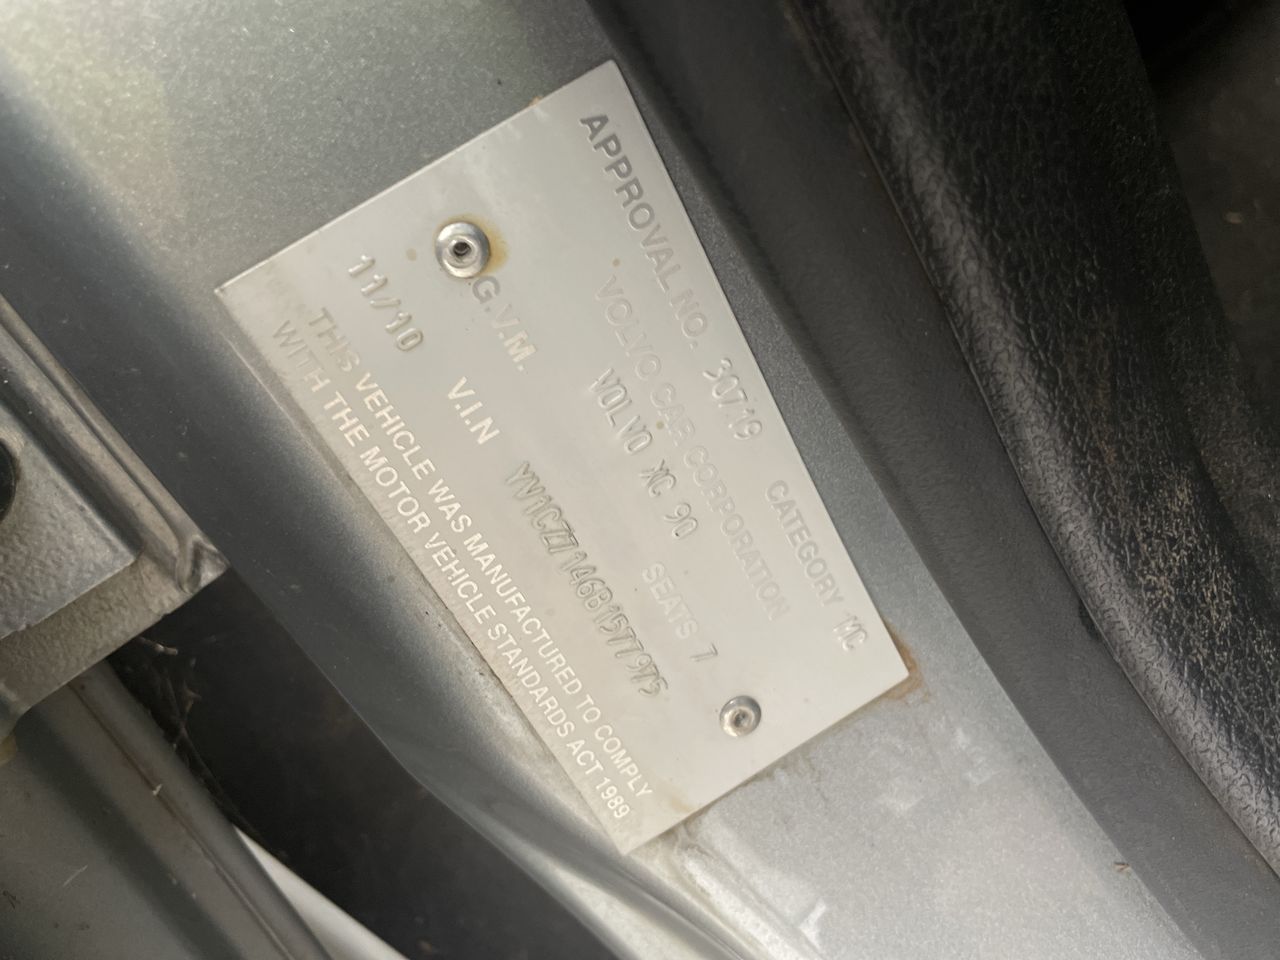 APPROVAL NO. 30719 CATEGORY MC
VOLVO CAR CORPORATION
VOLVO XC 90 SEATS 7
G.V.M.
11/10 V.I.N YV1CZ7146B1577975
THIS VEHICLE WAS MANUFACTURED TO COMPLY
WITH THE MOTOR VEHICLE STANDARDS ACT 1989